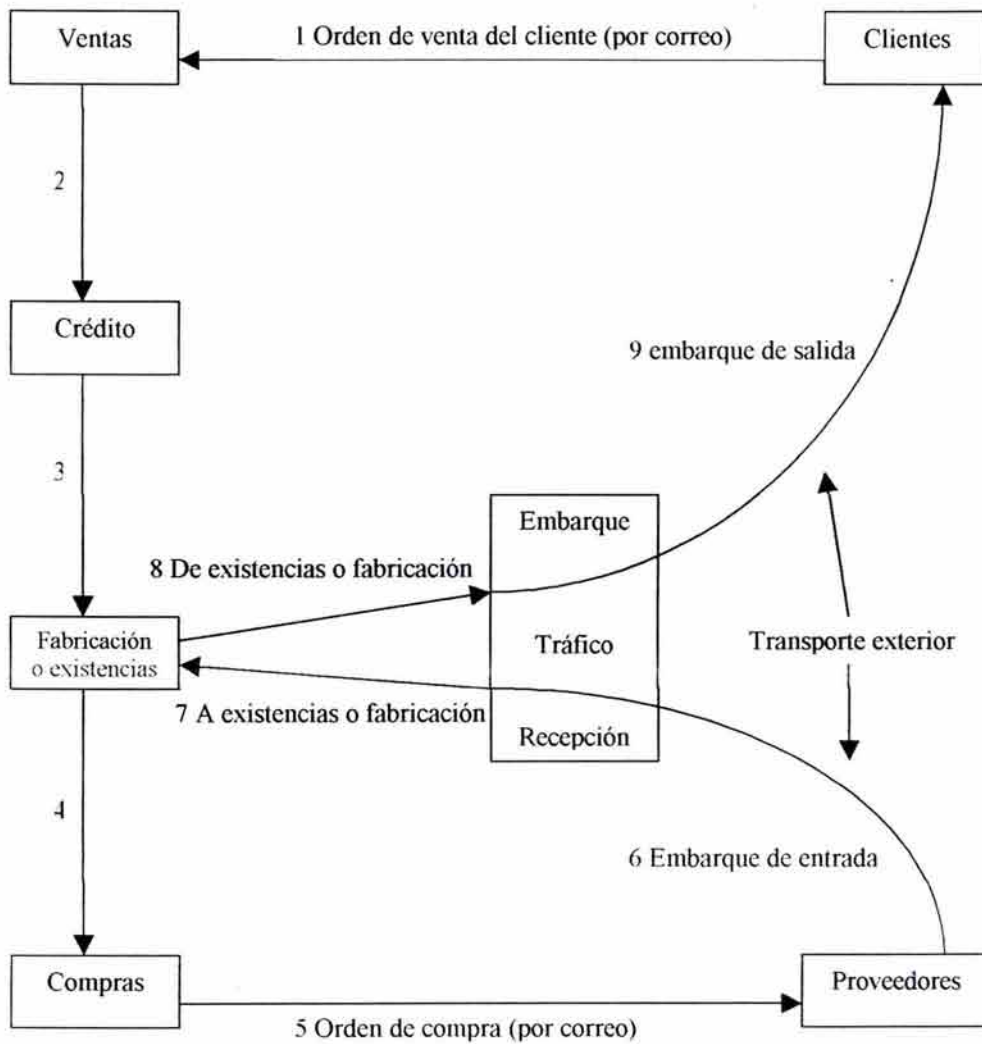 Ventas
1 Orden de venta del cliente (por correo)
Clientes
2
Crédito
9 embarque de salida
3
Embarque
8 De existencias o fabricación
Fabricación
o existencias
Tráfico
Transporte exterior
7 A existencias o fabricación
Recepción
4
6 Embarque de entrada
Compras
Proveedores
5 Orden de compra (por correo)